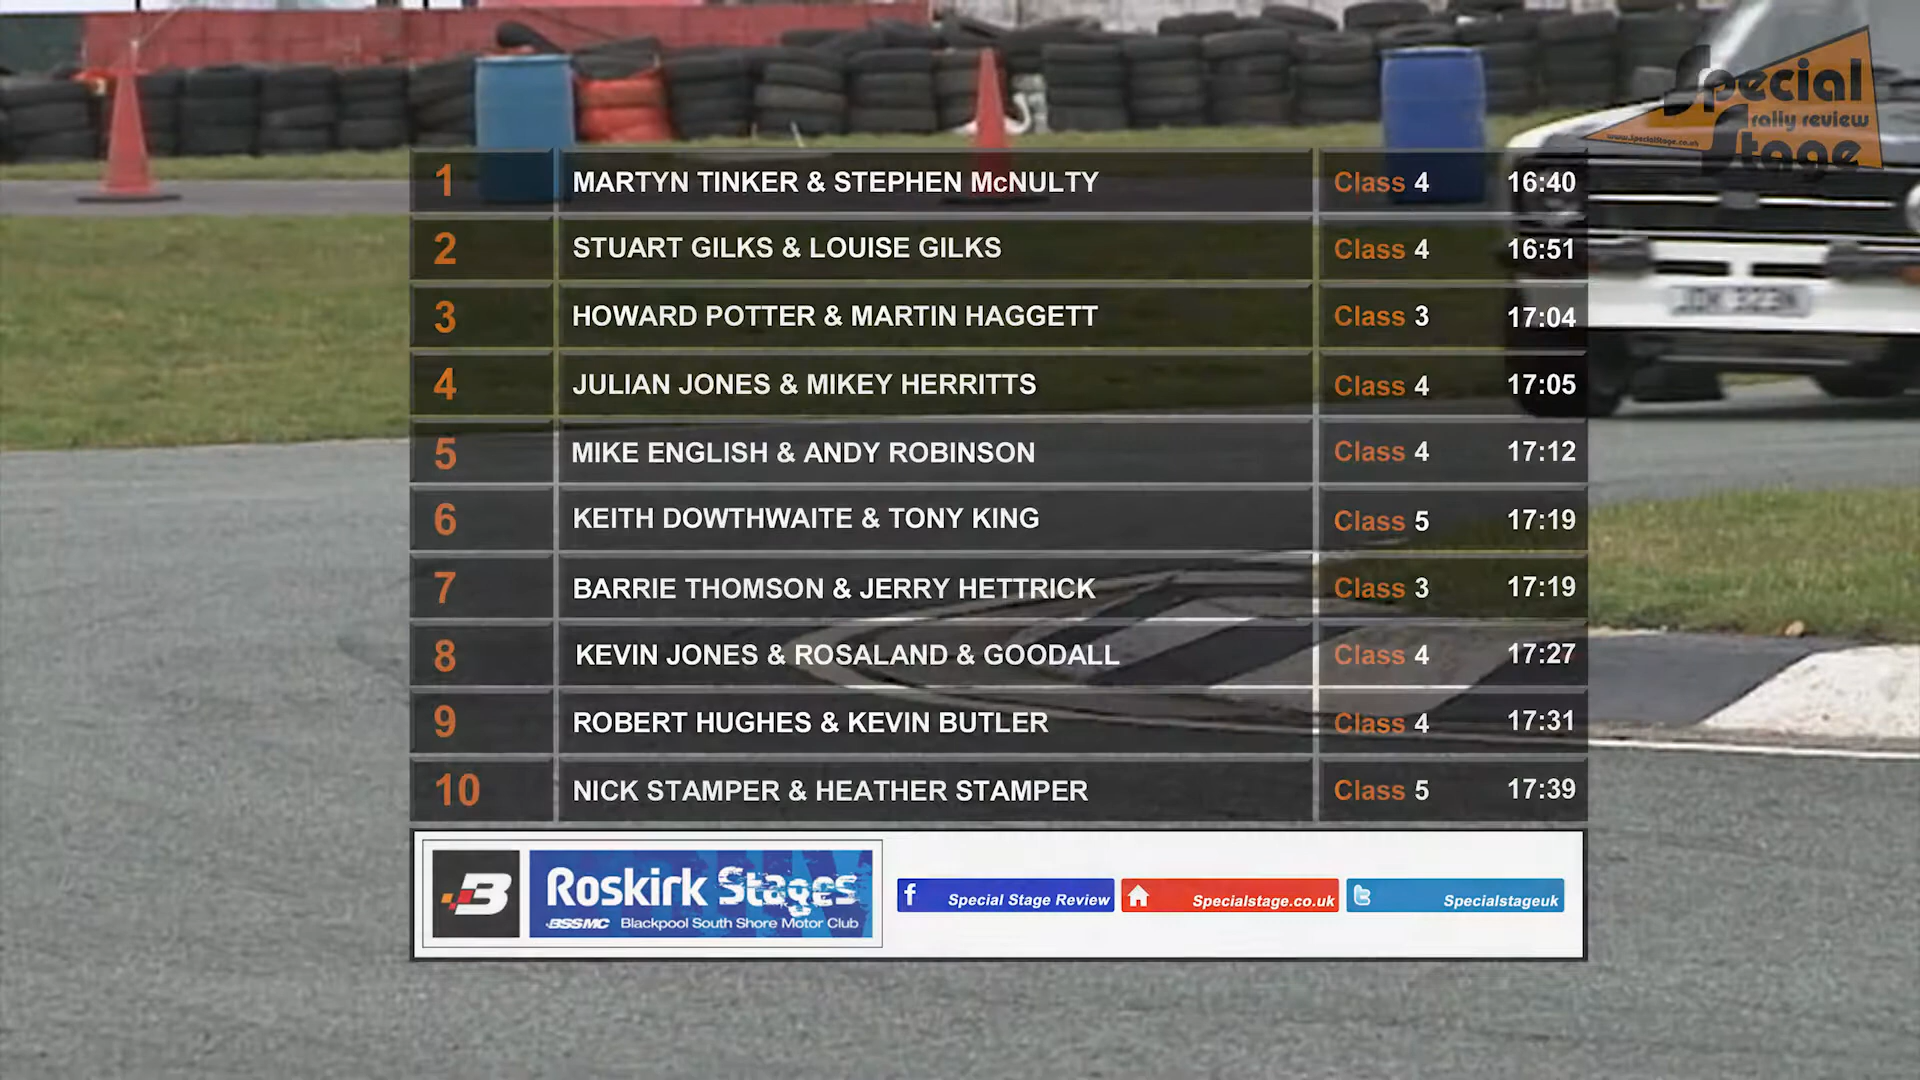 Special
rally review
www.SpecialStage.co.uk
Stage
1 MARTYN TINKER & STEPHEN McNULTY Class 4 16:40
2 STUART GILKS & LOUISE GILKS Class 4 16:51
3 HOWARD POTTER & MARTIN HAGGETT Class 3 17:04
4 JULIAN JONES & MIKEY HERRITTS Class 4 17:05
5 MIKE ENGLISH & ANDY ROBINSON Class 4 17:12
6 KEITH DOWTHWAITE & TONY KING Class 5 17:19
7 BARRIE THOMSON & JERRY HETTRICK Class 3 17:19
8 KEVIN JONES & ROSALAND & GOODALL Class 4 17:27
9 ROBERT HUGHES & KEVIN BUTLER Class 4 17:31
10 NICK STAMPER & HEATHER STAMPER Class 5 17:39
B Roskirk Stages
BSSMC Blackpool South Shore Motor Club
f Special Stage Review
Specialstage.co.uk
t Specialstageuk